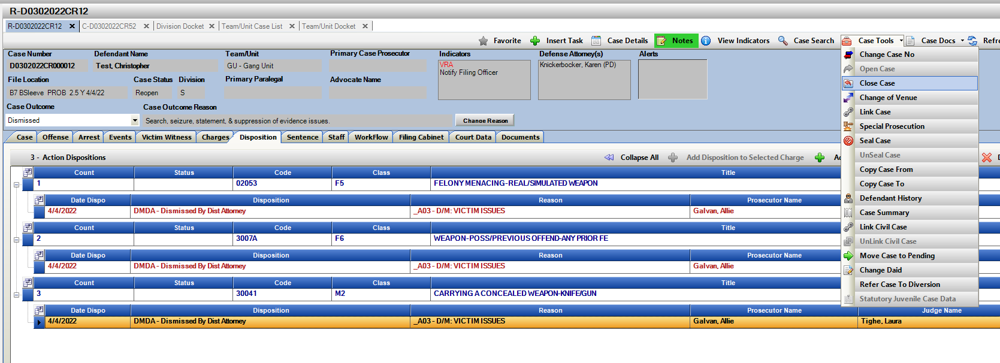 R-D0302022CR12
R-D0302022CR12 C-D0302022CR52 Division Docket Team/Unit Case List Team/Unit Docket
Favorite Insert Task Case Details Notes View Indicators Case Search Case Tools Case Docs Refre
Case Number Defendant Name Team/Unit Primary Case Prosecutor Indicators Defense Attorney(s) Alerts
D0302022CR000012 Test, Christopher GU - Gang Unit VRA Knickerbocker, Karen (PD)
Notify Filing Officer
File Location Case Status Division Primary Paralegal Advocate Name
B7 BSleeve PROB 2.5 Y 4/4/22 Reopen S
Case Outcome Case Outcome Reason
Dismissed Search, seizure, statement, & suppression of evidence issues. Change Reason
Case Offense Arrest Events Victim Witness Charges Disposition Sentence Staff WorkFlow Filing Cabinet Court Data Documents
3 - Action Dispositions Collapse All Add Disposition to Selected Charge
Count Status Code Class Title
1 02053 F5 FELONY MENACING-REAL/SIMULATED WEAPON
Date Dispo Disposition Reason Prosecutor Name
4/4/2022 DMDA - Dismissed By Dist Attorney _A03 - D/M: VICTIM ISSUES Galvan, Allie
Count Status Code Class Title
2 3007A F6 WEAPON-POSS/PREVIOUS OFFEND-ANY PRIOR FE
Date Dispo Disposition Reason Prosecutor Name
4/4/2022 DMDA - Dismissed By Dist Attorney _A03 - D/M: VICTIM ISSUES Galvan, Allie
Count Status Code Class Title
3 30041 M2 CARRYING A CONCEALED WEAPON-KNIFE/GUN
Date Dispo Disposition Reason Prosecutor Name Judge Name
4/4/2022 DMDA - Dismissed By Dist Attorney _A03 - D/M: VICTIM ISSUES Galvan, Allie Tighe, Laura
Change Case No
Open Case
Close Case
Change of Venue
Link Case
Special Prosecution
Seal Case
UnSeal Case
Copy Case From
Copy Case To
Defendant History
Case Summary
Link Civil Case
UnLink Civil Case
Move Case to Pending
Change Daid
Refer Case To Diversion
Statutory Juvenile Case Data